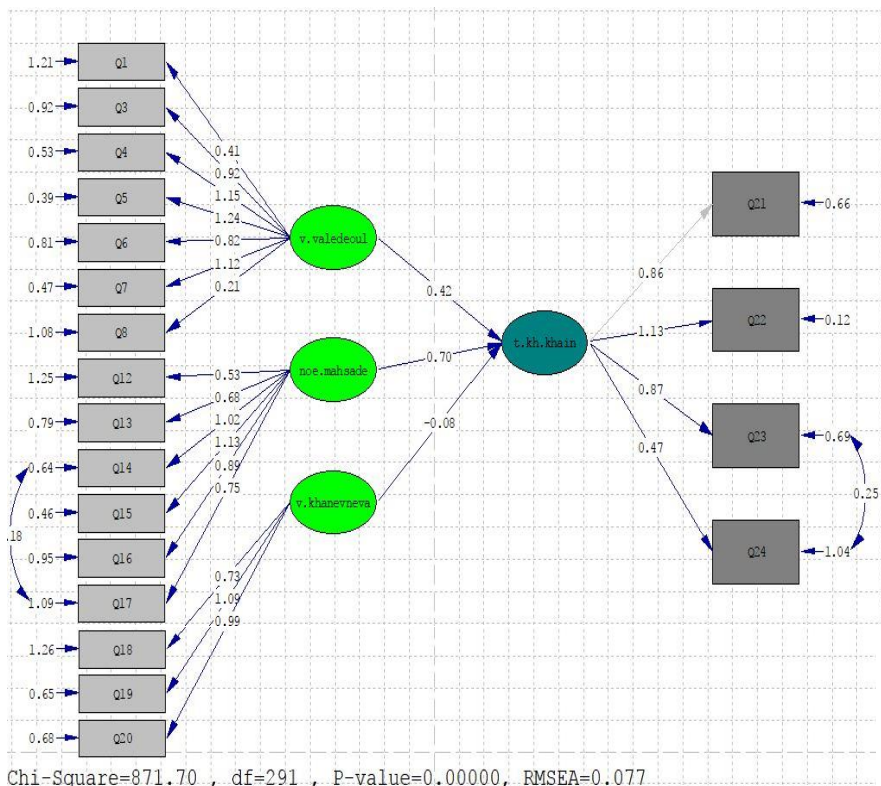 1.21 Q1
0.92 Q3
0.53 Q4
0.39 Q5
0.81 Q6
0.47 Q7
1.08 Q8
1.25 Q12
0.79 Q13
0.64 Q14
0.46 Q15
0.95 Q16
1.09 Q17
1.26 Q18
0.65 Q19
0.68 Q20
.18
0.41
0.92
1.15
1.24
0.82
1.12
0.21
0.53
0.68
1.02
1.13
0.89
0.75
0.73
1.09
0.99
v.valedeoul
noe.mahsade
v.khanevneva
0.42
0.70
-0.08
t.kh.khain
0.86
1.13
0.87
0.47
Q21 0.66
Q22 0.12
Q23 0.69
Q24 1.04
0.25
Chi-Square=871.70 , df=291 , P-value=0.00000, RMSEA=0.077